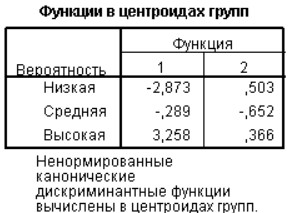 Функции в центроидах групп
Функция
Вероятность 1 2
Низкая -2,873 ,503
Средняя -,289 -,652
Высокая 3,258 ,366
Ненормированные
канонические
дискриминантные функции
вычислены в центроидах групп.